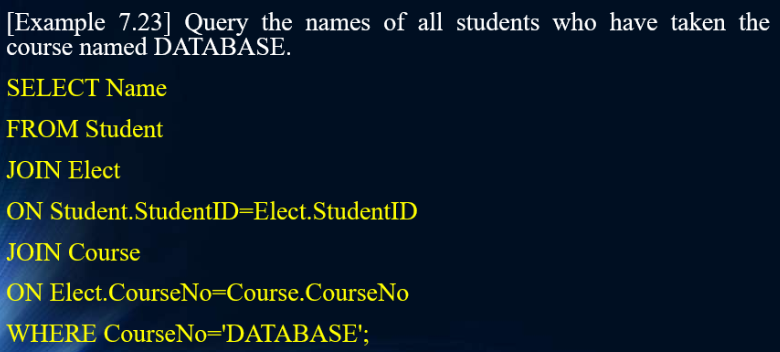 [Example 7.23] Query the names of all students who have taken the
course named DATABASE.
SELECT Name
FROM Student
JOIN Elect
ON Student.StudentID=Elect.StudentID
JOIN Course
ON Elect.CourseNo=Course.CourseNo
WHERE CourseNo='DATABASE';